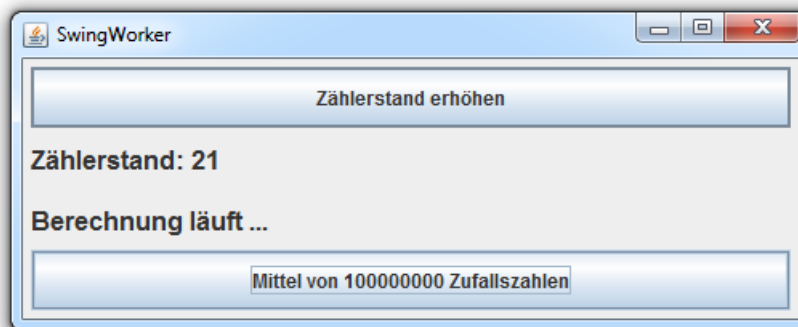 SwingWorker
Zählerstand erhöhen
Zählerstand: 21
Berechnung läuft ...
Mittel von 100000000 Zufallszahlen